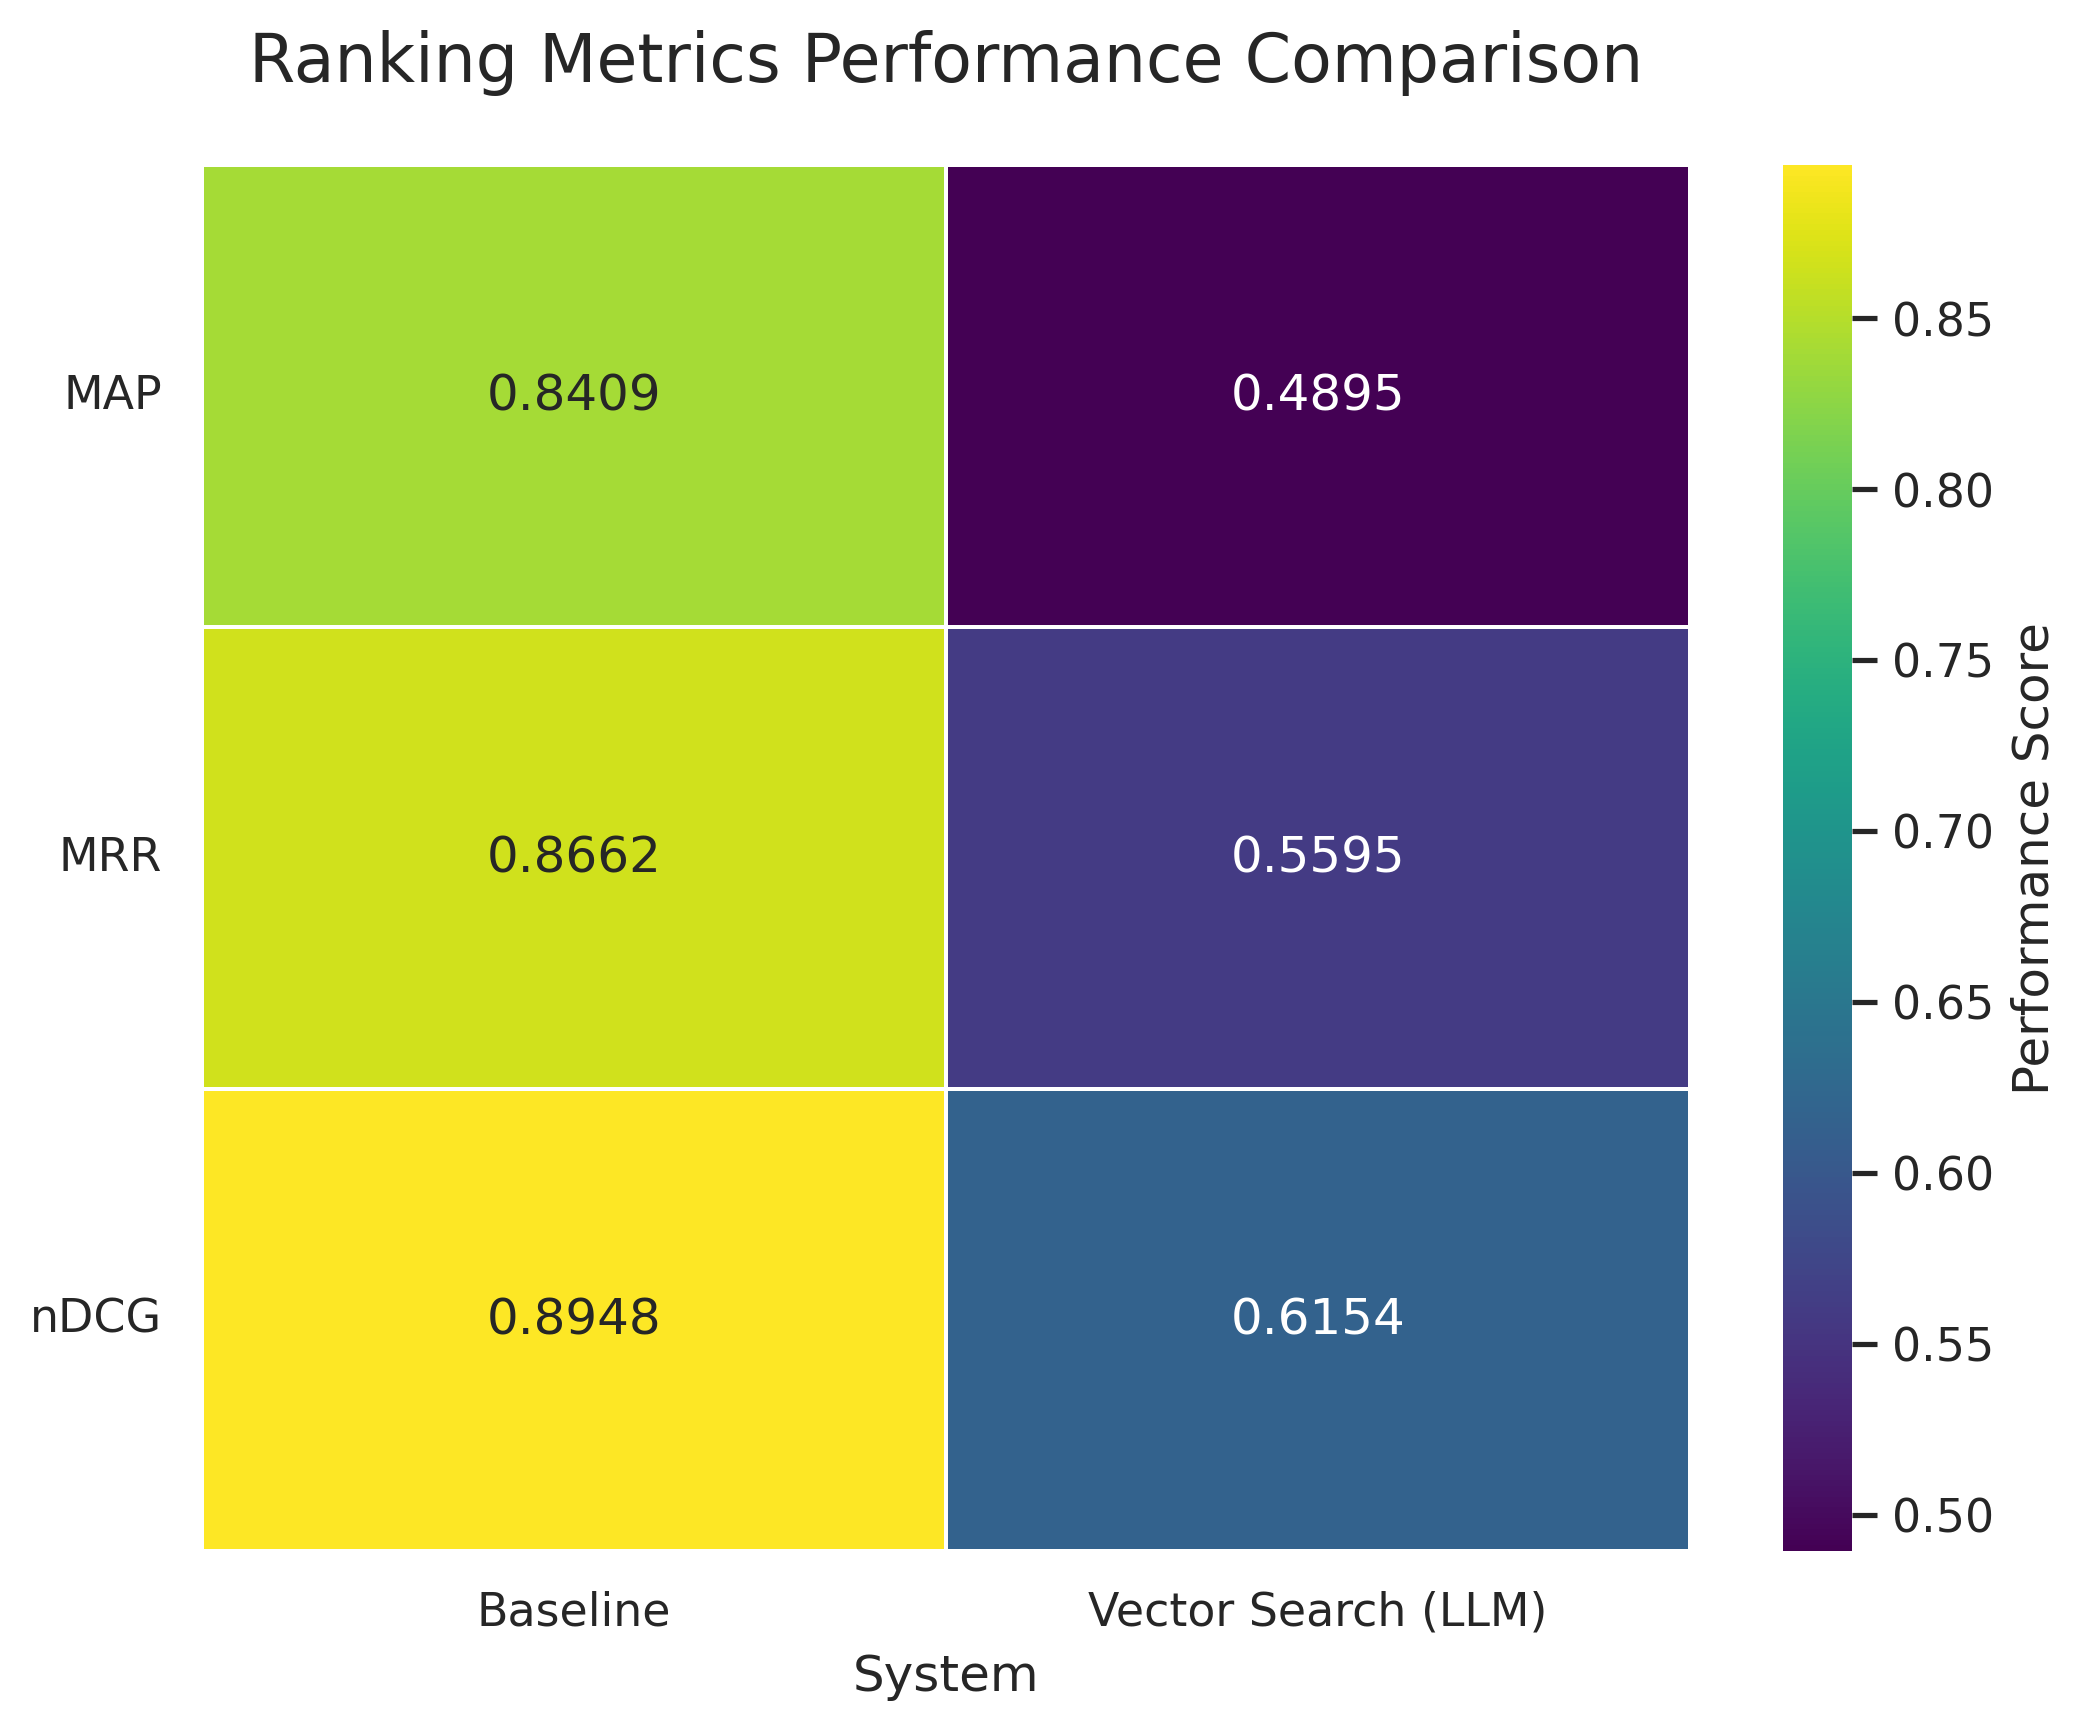 Ranking Metrics Performance Comparison
MAP
0.8409
0.4895
MRR
0.8662
0.5595
nDCG
0.8948
0.6154
Baseline
Vector Search (LLM)
System
0.85
0.80
0.75
0.70
0.65
0.60
0.55
0.50
Performance Score